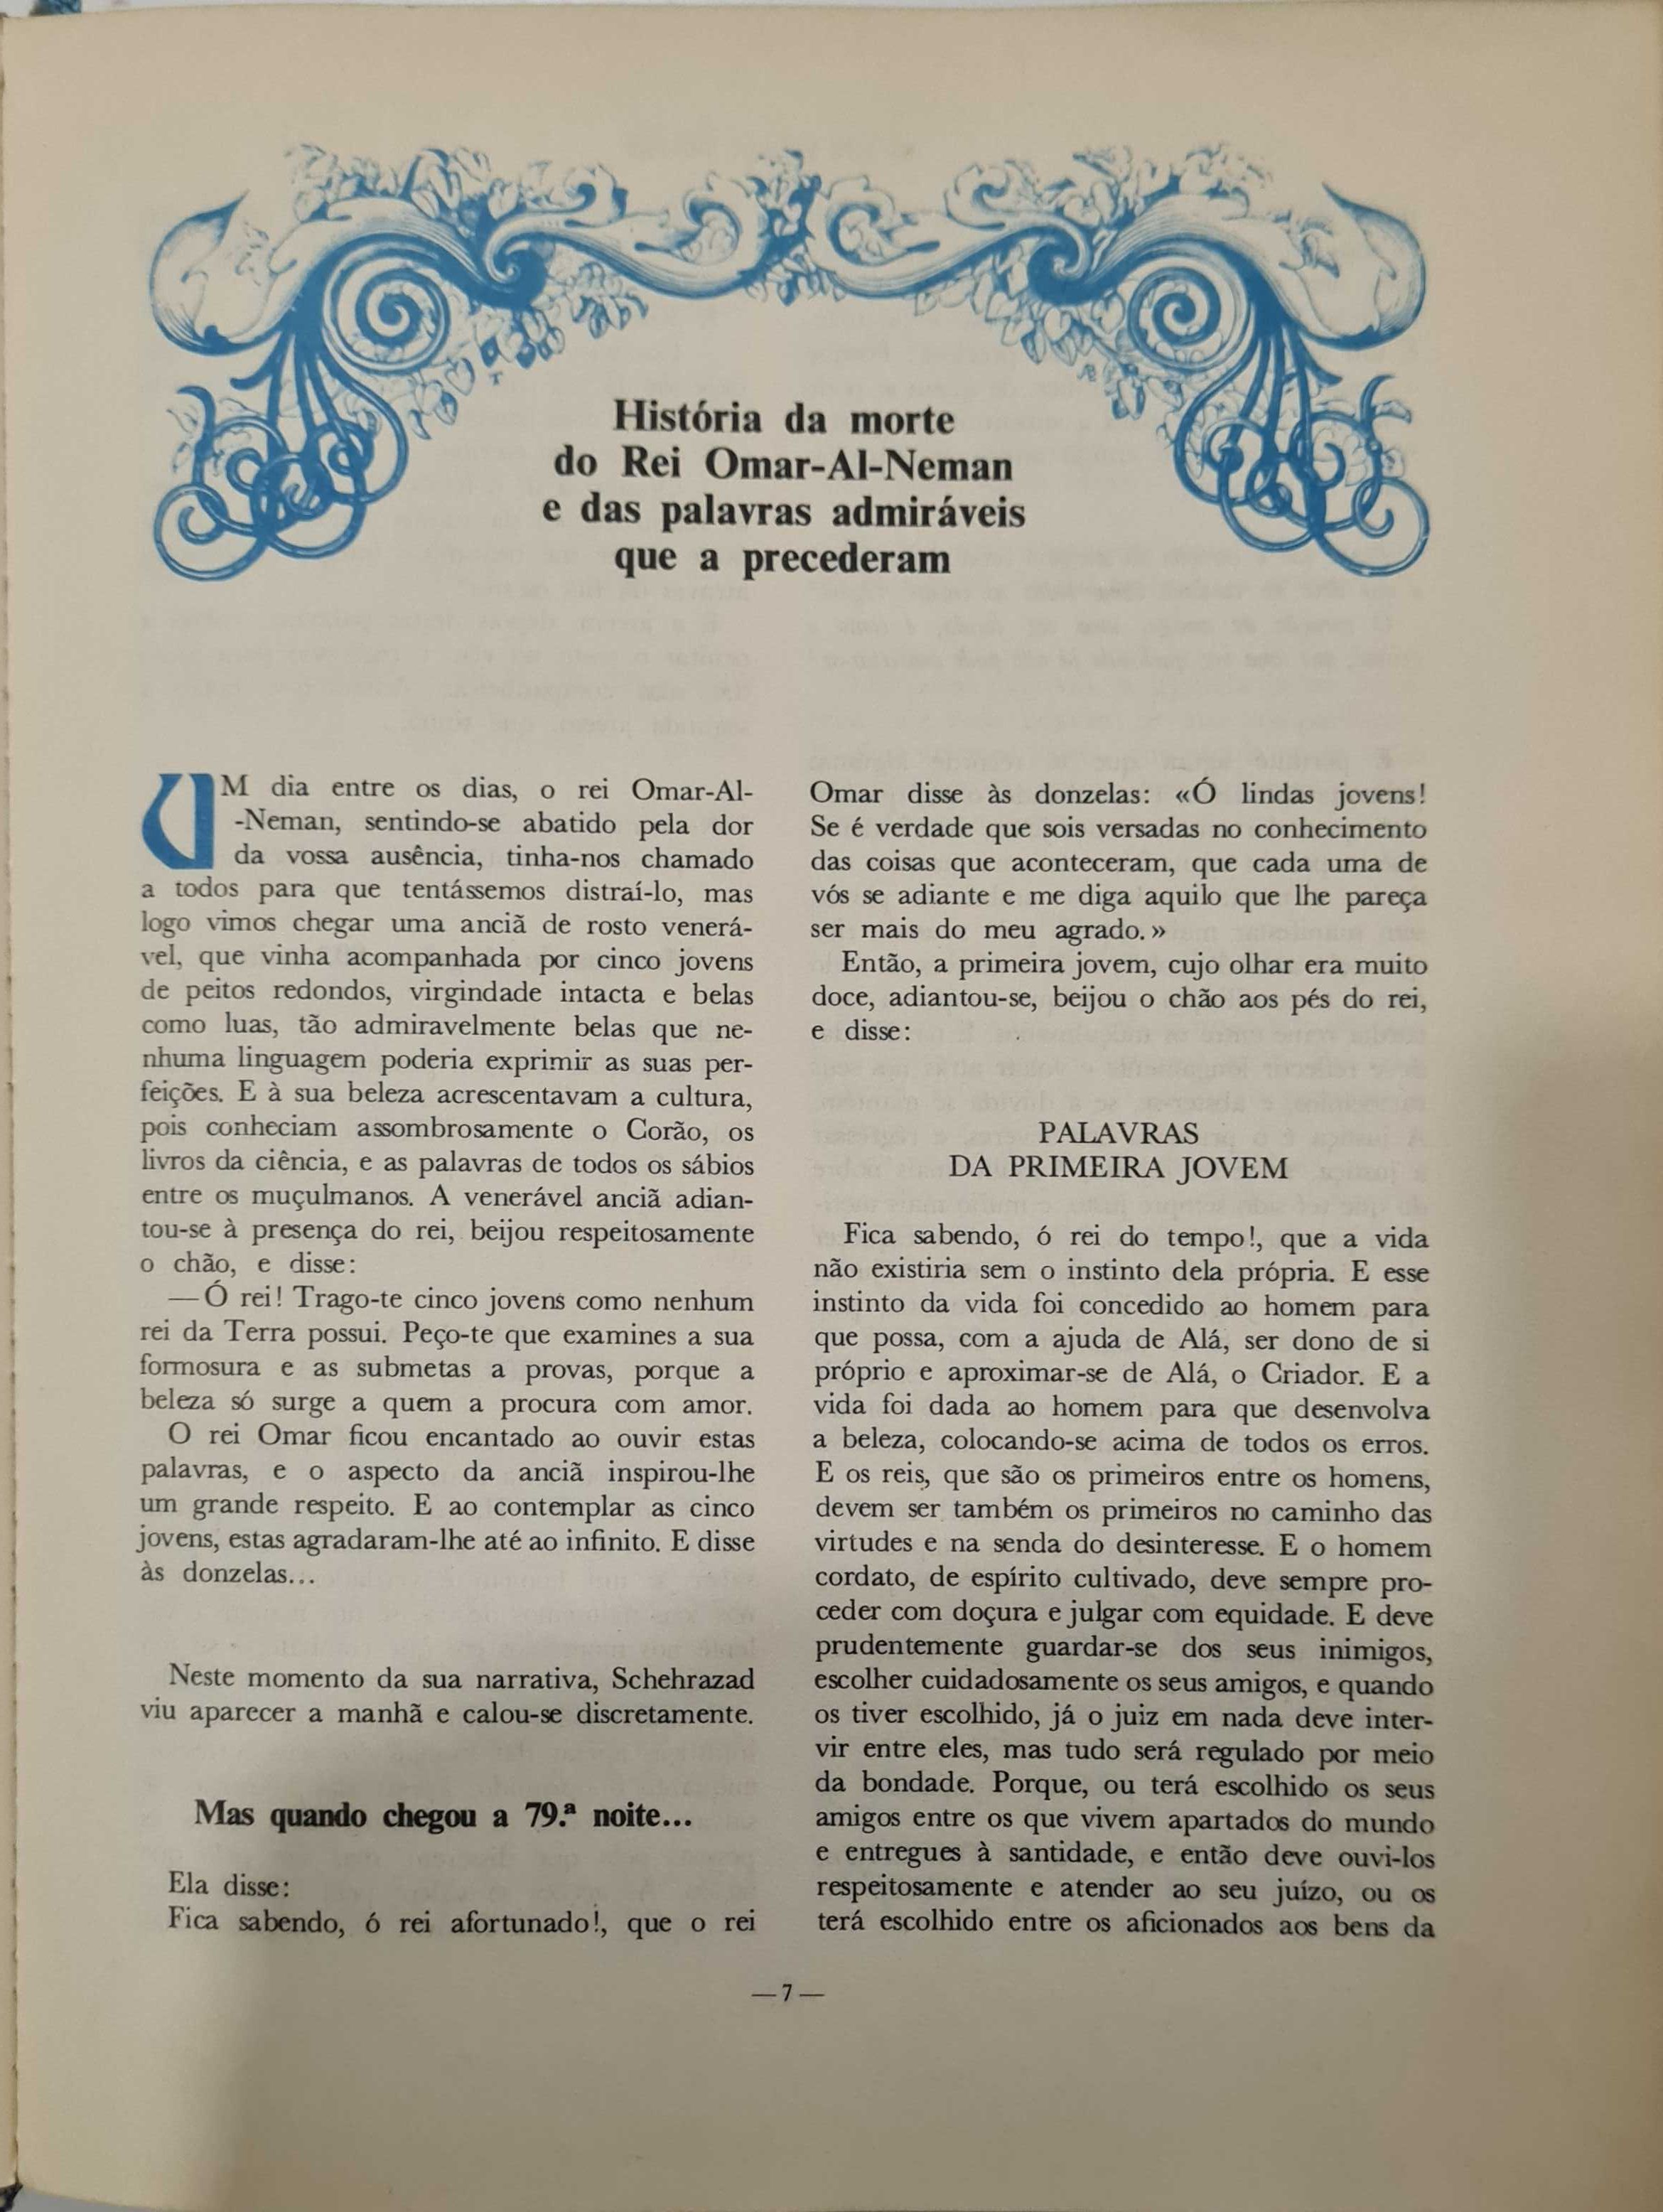 História da morte
do Rei Omar-Al-Neman
e das palavras admiráveis
que a precederam
UM dia entre os dias, o rei Omar-Al-
-Neman, sentindo-se abatido pela dor
da vossa ausência, tinha-nos chamado
a todos para que tentássemos distraí-lo, mas
logo vimos chegar uma anciã de rosto venerá-
vel, que vinha acompanhada por cinco jovens
de peitos redondos, virgindade intacta e belas
como luas, tão admiravelmente belas que ne-
nhuma linguagem poderia exprimir as suas per-
feições. E à sua beleza acrescentavam a cultura,
pois conheciam assombrosamente o Corão, os
livros da ciência, e as palavras de todos os sábios
entre os muçulmanos. A venerável anciã adian-
tou-se à presença do rei, beijou respeitosamente
o chão, e disse:
—Ó rei! Trago-te cinco jovens como nenhum
rei da Terra possui. Peço-te que examines a sua
formosura e as submetas a provas, porque a
beleza só surge a quem a procura com amor.
O rei Omar ficou encantado ao ouvir estas
palavras, e o aspecto da anciã inspirou-lhe
um grande respeito. E ao contemplar as cinco
jovens, estas agradaram-lhe até ao infinito. E disse
às donzelas...
Neste momento da sua narrativa, Schehrazad
viu aparecer a manhã e calou-se discretamente.
Mas quando chegou a 79.ª noite...
Ela disse:
Fica sabendo, ó rei afortunado!, que o rei
Omar disse às donzelas: «Ó lindas jovens!
Se é verdade que sois versadas no conhecimento
das coisas que aconteceram, que cada uma de
vós se adiante e me diga aquilo que lhe pareça
ser mais do meu agrado.»
Então, a primeira jovem, cujo olhar era muito
doce, adiantou-se, beijou o chão aos pés do rei,
e disse:
PALAVRAS
DA PRIMEIRA JOVEM
Fica sabendo, ó rei do tempo!, que a vida
não existiria sem o instinto dela própria. E esse
instinto da vida foi concedido ao homem para
que possa, com a ajuda de Alá, ser dono de si
próprio e aproximar-se de Alá, o Criador. E a
vida foi dada ao homem para que desenvolva
a beleza, colocando-se acima de todos os erros.
E os reis, que são os primeiros entre os homens,
devem ser também os primeiros no caminho das
virtudes e na senda do desinteresse. E o homem
cordato, de espírito cultivado, deve sempre pro-
ceder com doçura e julgar com equidade. E deve
prudentemente guardar-se dos seus inimigos,
escolher cuidadosamente os seus amigos, e quando
os tiver escolhido, já o juiz em nada deve inter-
vir entre eles, mas tudo será regulado por meio
da bondade. Porque, ou terá escolhido os seus
amigos entre os que vivem apartados do mundo
e entregues à santidade, e então deve ouvi-los
respeitosamente e atender ao seu juízo, ou os
terá escolhido entre os aficionados aos bens da
—7—